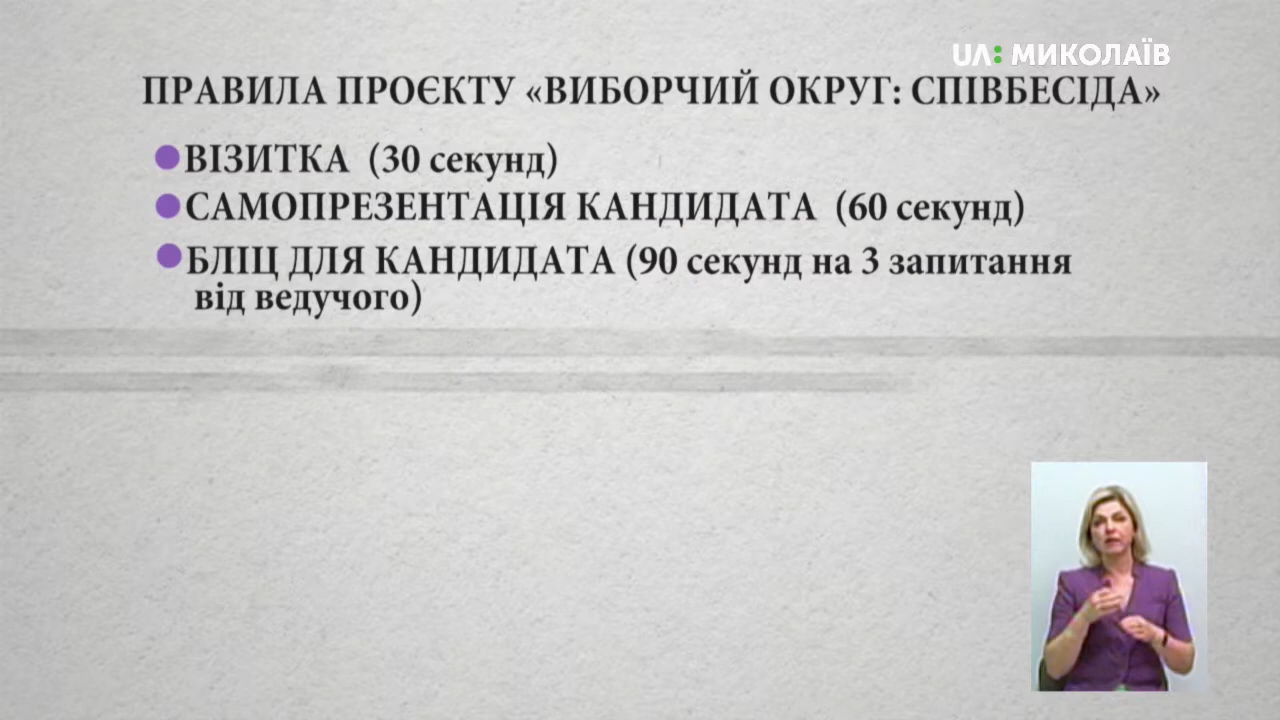 UA: МИКОЛАЇВ
ПРАВИЛА ПРОЄКТУ «ВИБОРЧИЙ ОКРУГ: СПІВБЕСІДА»
ВІЗИТКА (30 секунд)
САМОПРЕЗЕНТАЦІЯ КАНДИДАТА (60 секунд)
БЛІЦ ДЛЯ КАНДИДАТА (90 секунд на 3 запитання
від ведучого)